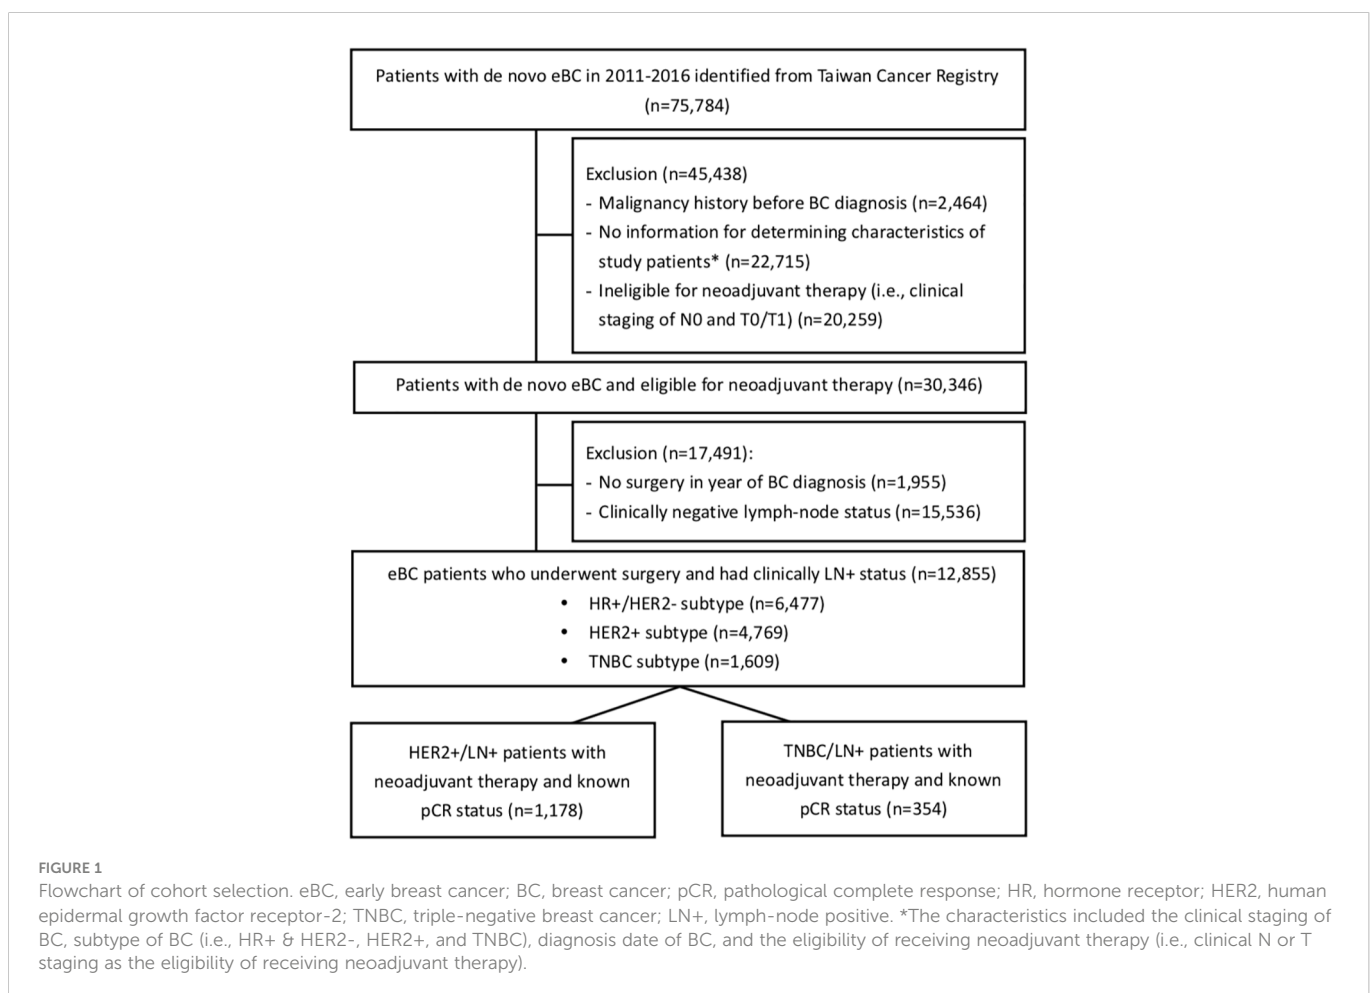 Patients with de novo eBC in 2011-2016 identified from Taiwan Cancer Registry
(n=75,784)
Exclusion (n=45,438)
- Malignancy history before BC diagnosis (n=2,464)
- No information for determining characteristics of
study patients* (n=22,715)
- Ineligible for neoadjuvant therapy (i.e., clinical
staging of N0 and T0/T1) (n=20,259)
Patients with de novo eBC and eligible for neoadjuvant therapy (n=30,346)
Exclusion (n=17,491):
- No surgery in year of BC diagnosis (n=1,955)
- Clinically negative lymph-node status (n=15,536)
eBC patients who underwent surgery and had clinically LN+ status (n=12,855)
• HR+/HER2- subtype (n=6,477)
• HER2+ subtype (n=4,769)
• TNBC subtype (n=1,609)
HER2+/LN+ patients with
neoadjuvant therapy and known
pCR status (n=1,178)
TNBC/LN+ patients with
neoadjuvant therapy and known
pCR status (n=354)
FIGURE 1
Flowchart of cohort selection. eBC, early breast cancer; BC, breast cancer; pCR, pathological complete response; HR, hormone receptor; HER2, human
epidermal growth factor receptor-2; TNBC, triple-negative breast cancer; LN+, lymph-node positive. *The characteristics included the clinical staging of
BC, subtype of BC (i.e., HR+ & HER2-, HER2+, and TNBC), diagnosis date of BC, and the eligibility of receiving neoadjuvant therapy (i.e., clinical N or T
staging as the eligibility of receiving neoadjuvant therapy).